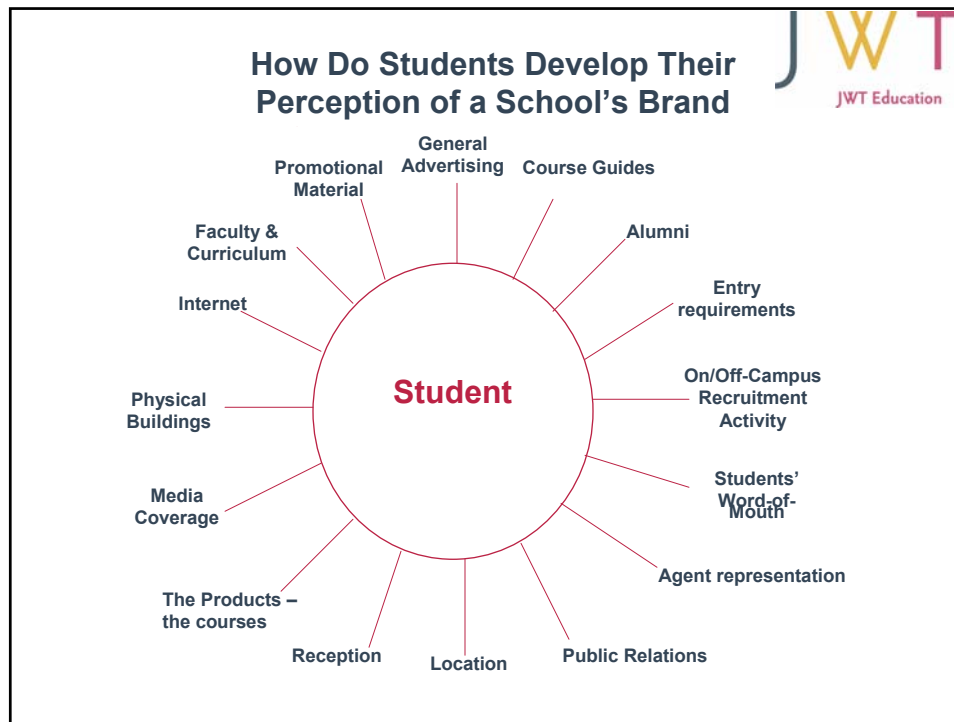 How Do Students Develop Their
Perception of a School's Brand
J W T
JWT Education
General
Advertising
Course Guides
Alumni
Entry
requirements
On/Off-Campus
Recruitment
Activity
Students'
Word-of-
Mouth
Agent representation
Public Relations
Location
Reception
The Products –
the courses
Media
Coverage
Physical
Buildings
Internet
Faculty &
Curriculum
Promotional
Material
Student